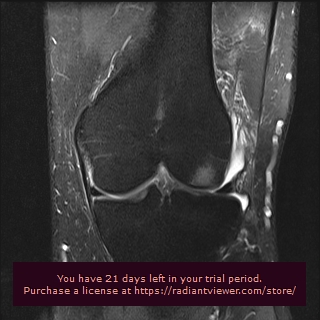 You have 21 days left in your trial period.
Purchase a license at https://radiantviewer.com/store/